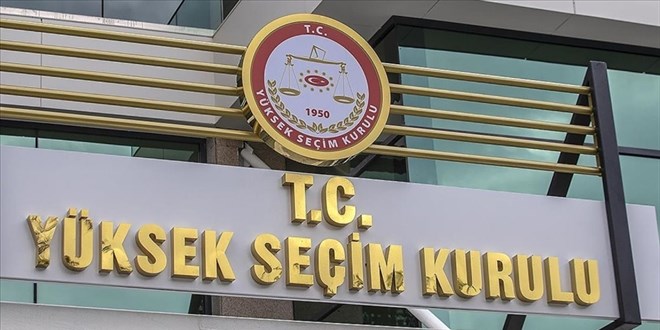 T.C.
1950
YÜKSEK SEÇİM KURULU
T.C.
YÜKSEK SEÇİM KURULU